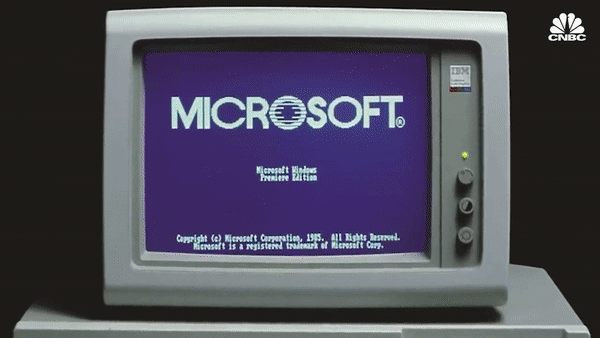 CNBC
IBM
MICROSOFT®
Microsoft Windows
Premiere Edition
Copyright (c) Microsoft Corporation, 1985. All Rights Reserved.
Microsoft is a registered trademark of Microsoft Corp.